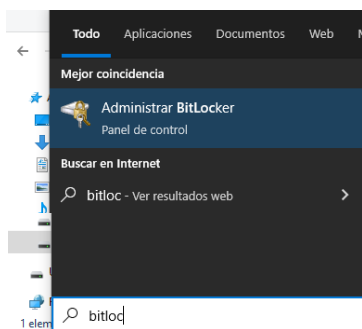 Todo Aplicaciones Documentos Web
Mejor coincidencia
Administrar BitLocker
Panel de control
Buscar en Internet
bitloc - Ver resultados web
1 elem
bitloc